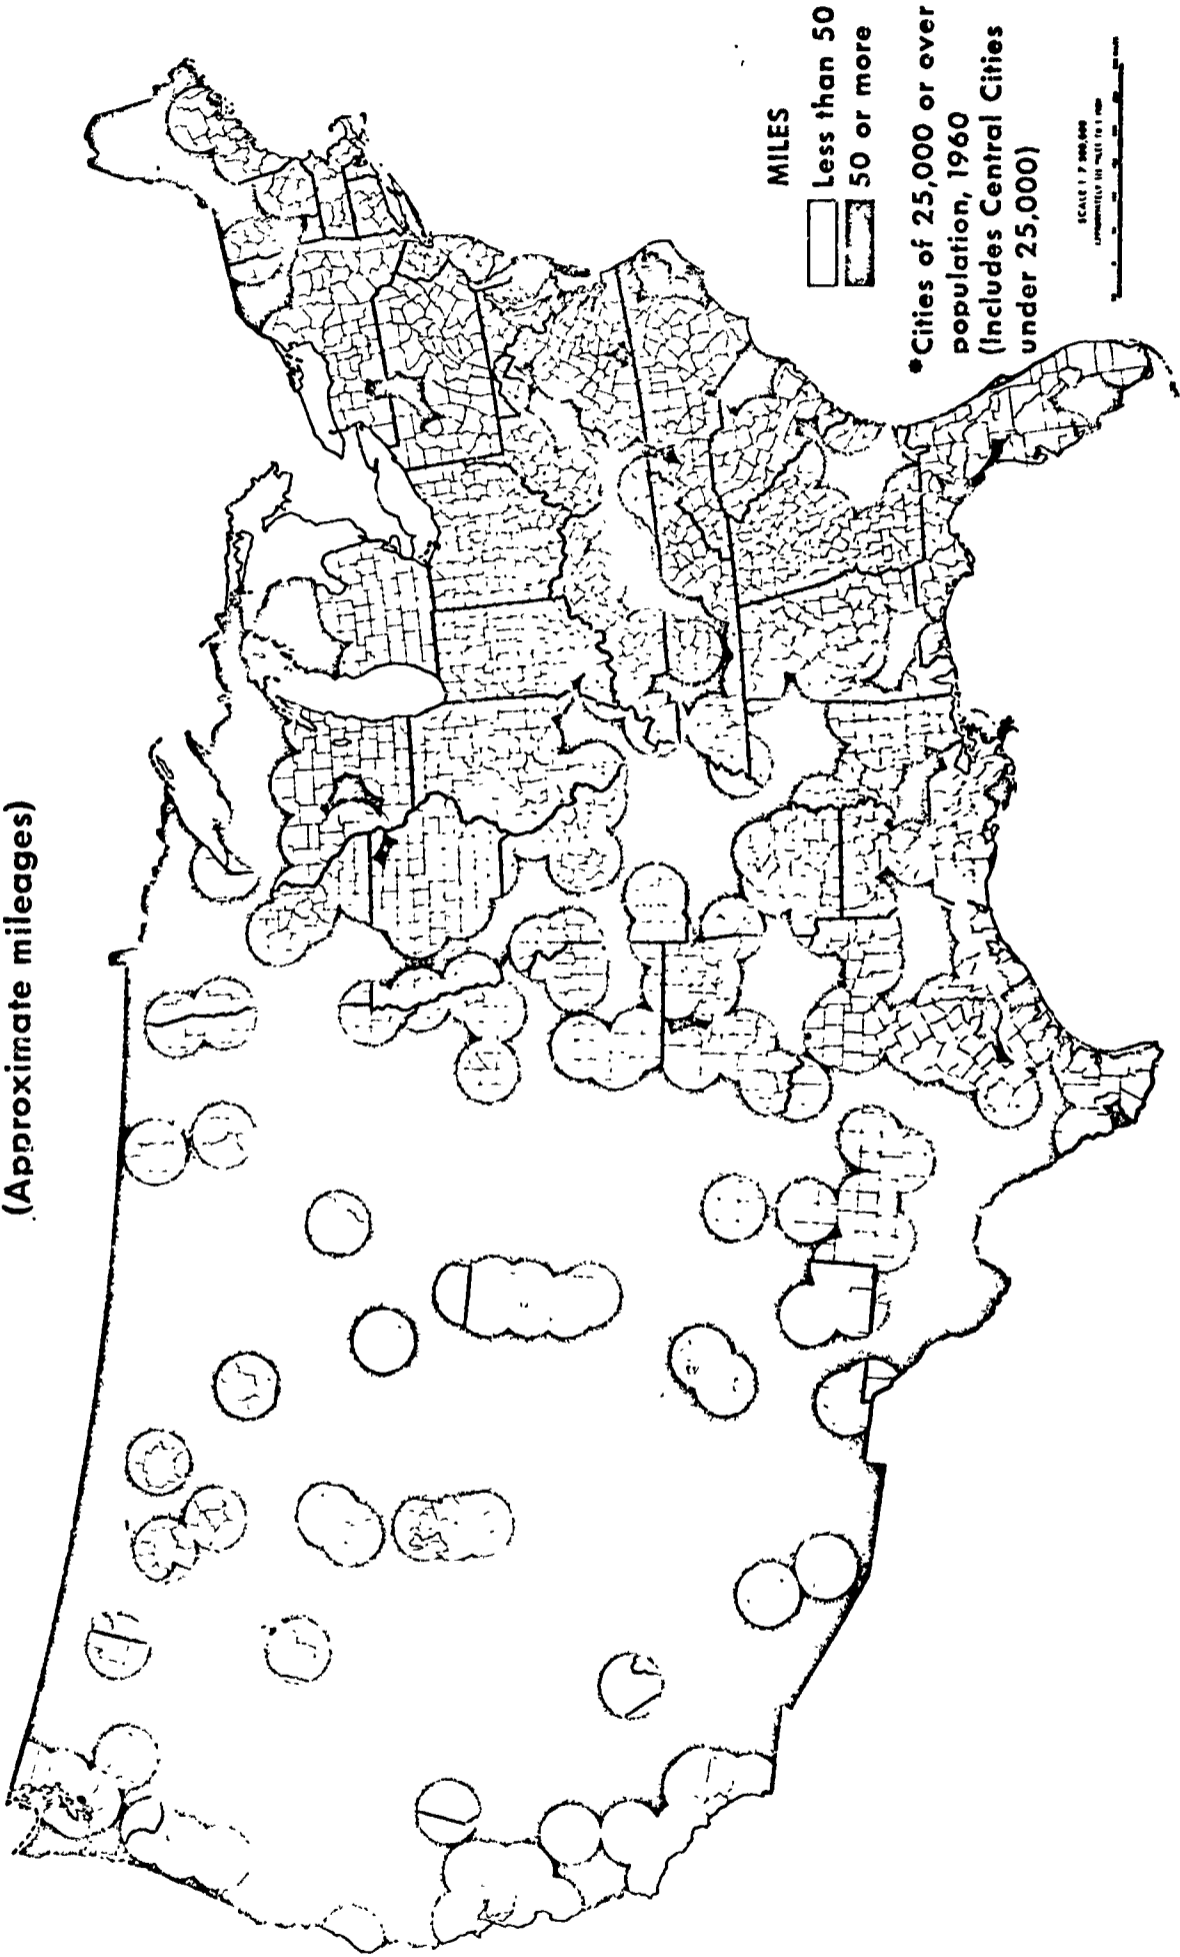 (Approximate mileages)
MILES
Less than 50
50 or more
*Cities of 25,000 or over
population, 1960
(Includes Central Cities
under 25,000)